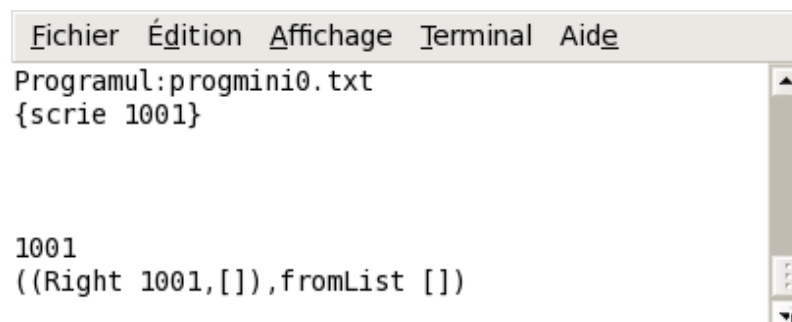 Fichier Édition Affichage Terminal Aide
Programul:progmini0.txt
{scrie 1001}
1001
((Right 1001,[]),fromList [])